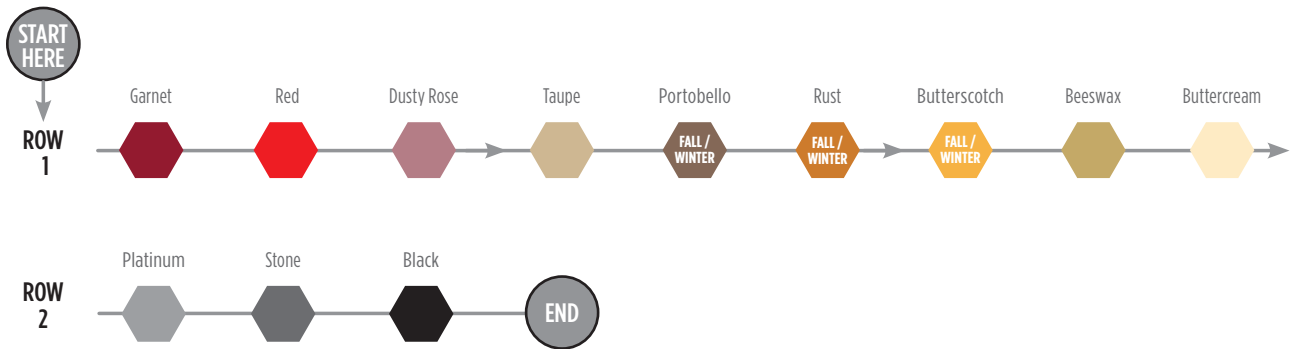 START
HERE
Garnet
Red
Dusty Rose
Taupe
Portobello
Rust
Butterscotch
Beeswax
Buttercream
ROW
1
FALL /
WINTER
FALL /
WINTER
FALL /
WINTER
Platinum
Stone
Black
ROW
2
END